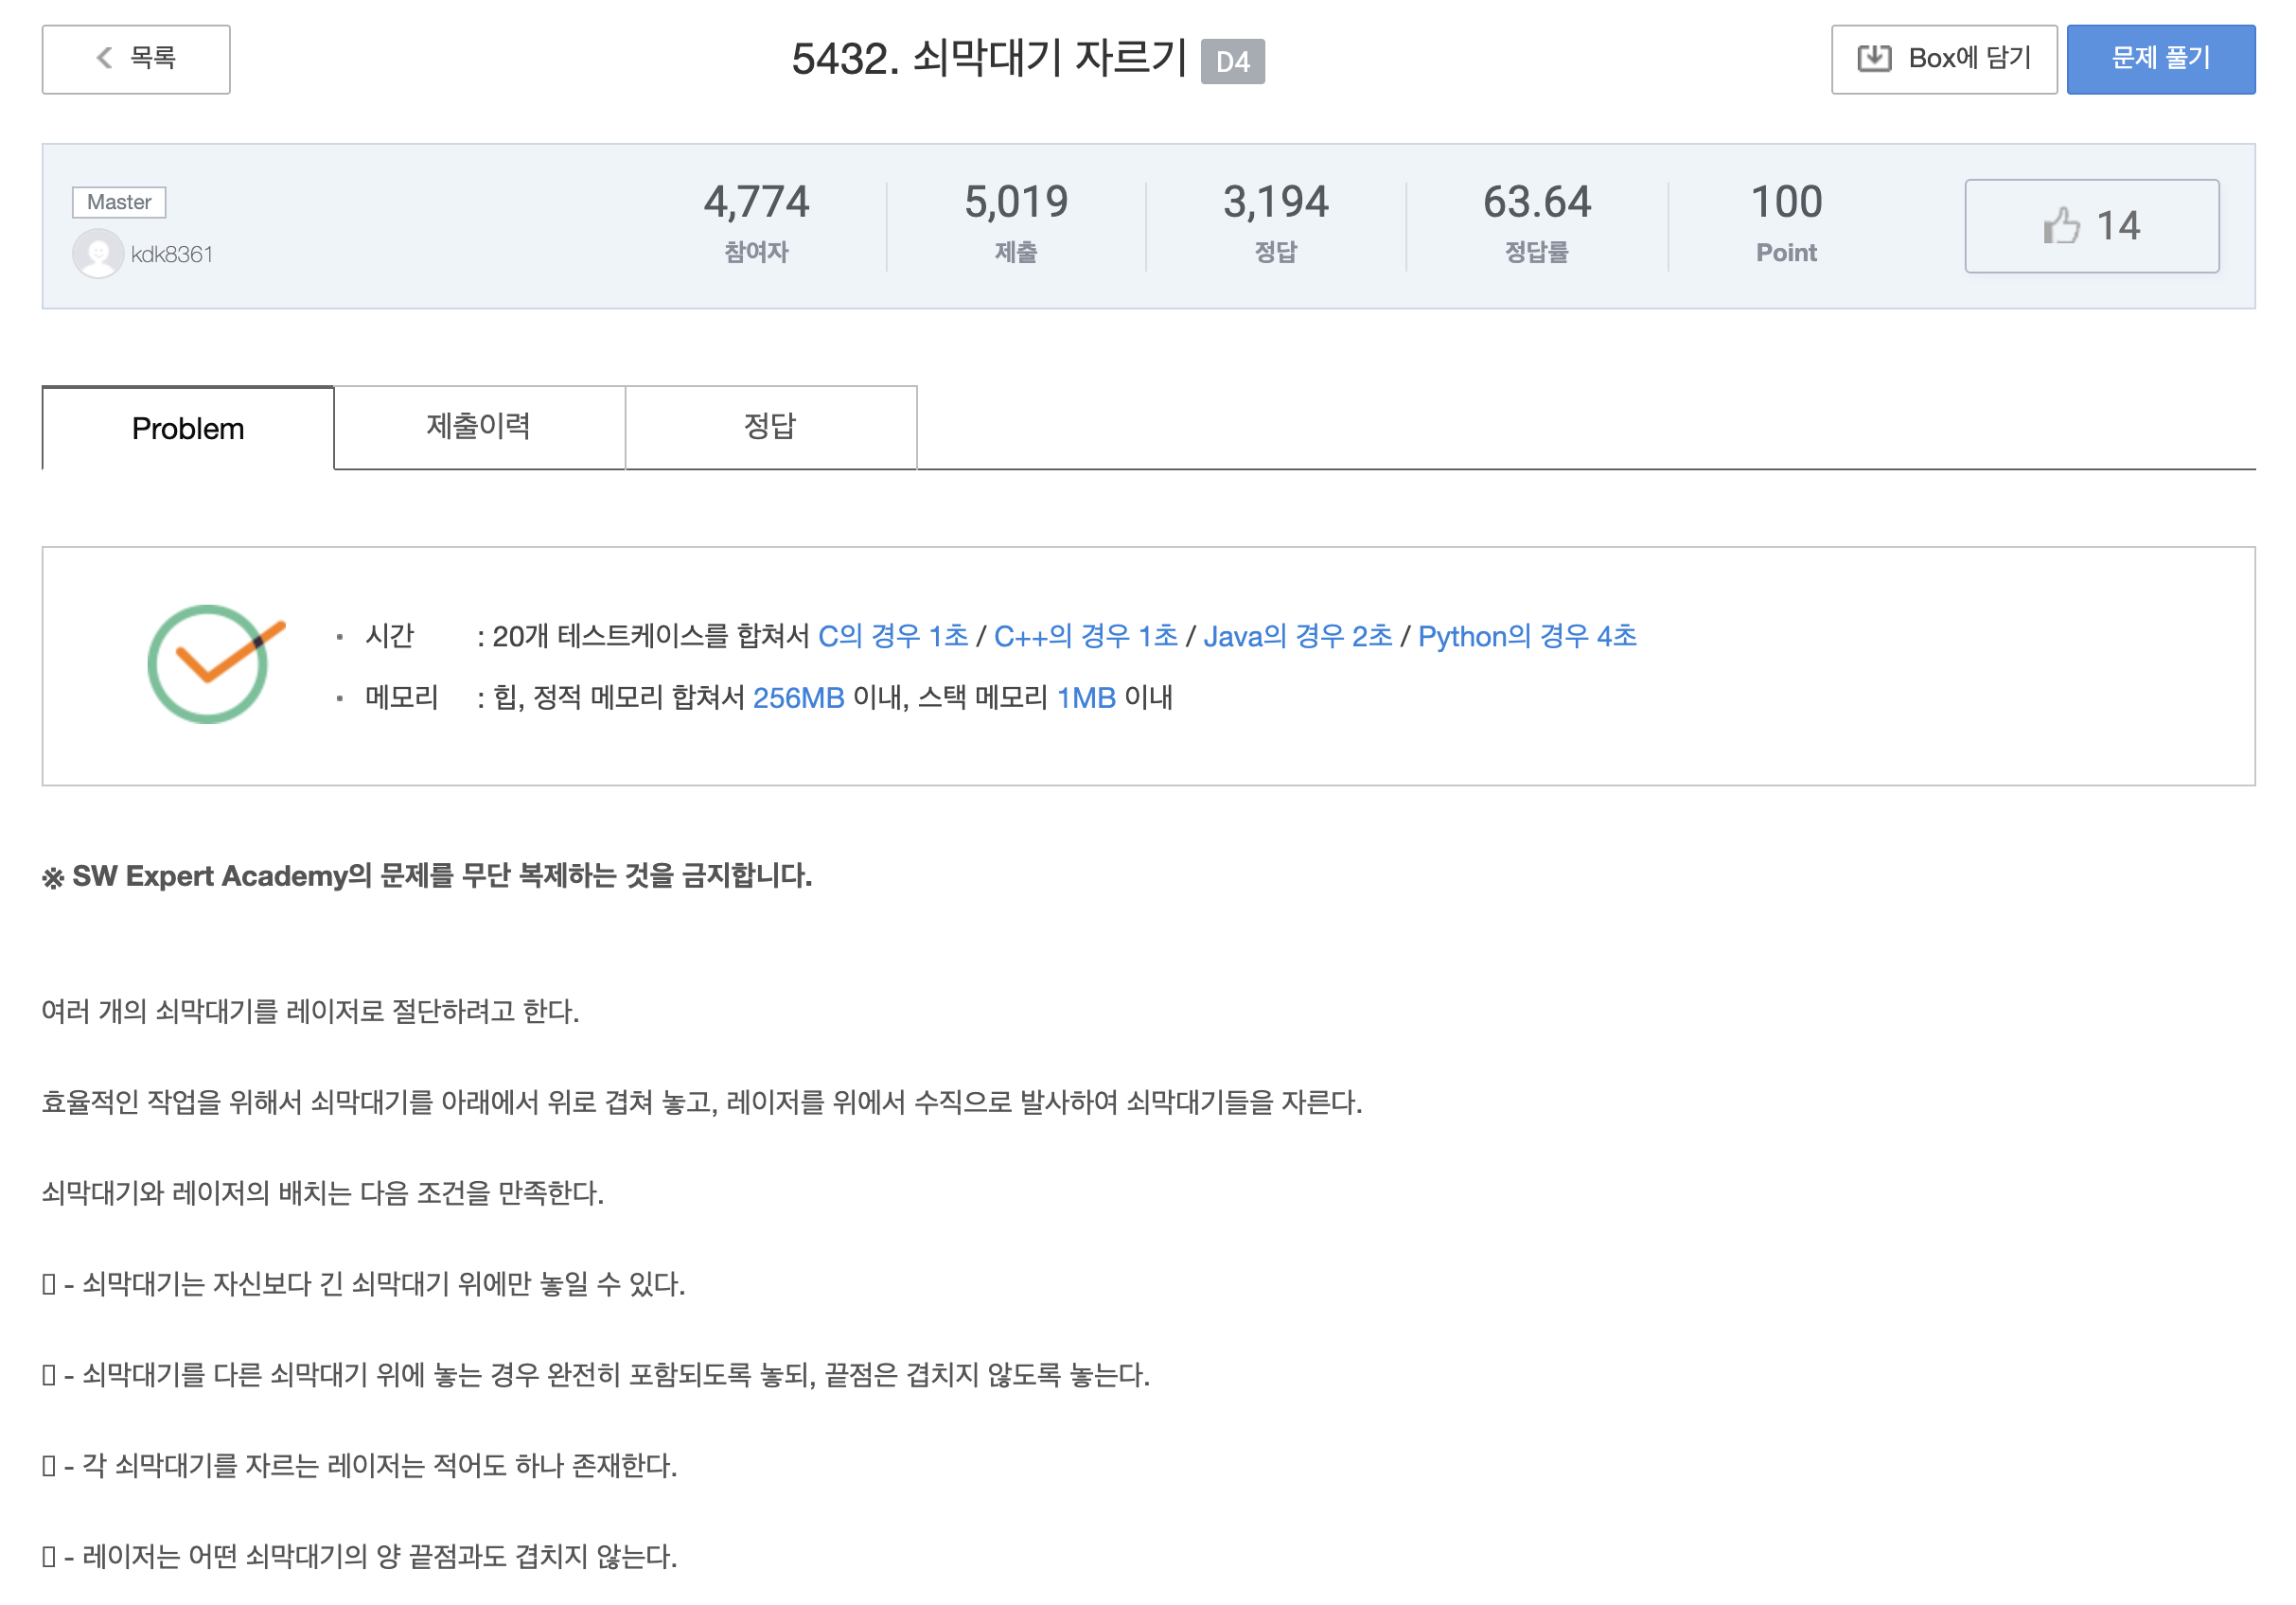 목록
5432. 쇠막대기 자르기 D4
Box에 담기
문제 풀기
Master
kdk8361
4,774
참여자
5,019
제출
3,194
정답
63.64
정답률
100
Point
14
Problem
제출이력
정답
· 시간 : 20개 테스트케이스를 합쳐서 C의 경우 1초 / C++의 경우 1초 / Java의 경우 2초 / Python의 경우 4초
· 메모리 : 힙, 정적 메모리 합쳐서 256MB 이내, 스택 메모리 1MB 이내
※ SW Expert Academy의 문제를 무단 복제하는 것을 금지합니다.
여러 개의 쇠막대기를 레이저로 절단하려고 한다.
효율적인 작업을 위해서 쇠막대기를 아래에서 위로 겹쳐 놓고, 레이저를 위에서 수직으로 발사하여 쇠막대기들을 자른다.
쇠막대기와 레이저의 배치는 다음 조건을 만족한다.
- 쇠막대기는 자신보다 긴 쇠막대기 위에만 놓일 수 있다.
- 쇠막대기를 다른 쇠막대기 위에 놓는 경우 완전히 포함되도록 놓되, 끝점은 겹치지 않도록 놓는다.
- 각 쇠막대기를 자르는 레이저는 적어도 하나 존재한다.
- 레이저는 어떤 쇠막대기의 양 끝점과도 겹치지 않는다.